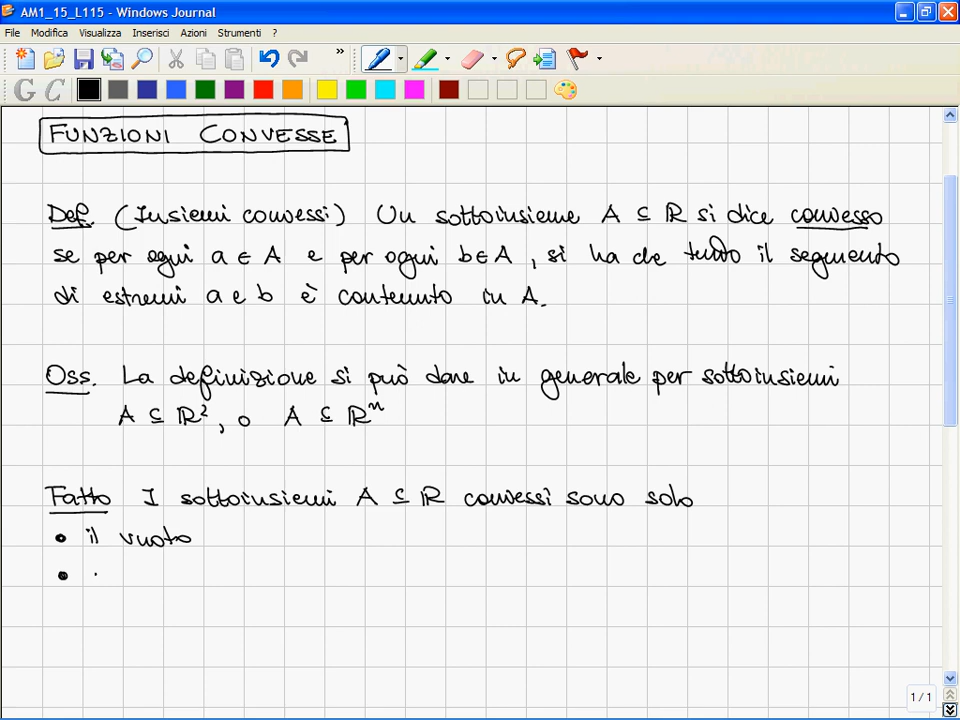 AM1_15_L115 - Windows Journal
File Modifica Visualizza Inserisci Azioni Strumenti ?
FUNZIONI CONVESSE
Def. (Insiemi convessi) Un sottoinsieme A ⊆ ℝ si dice convesso
se per ogni a ∈ A e per ogni b ∈ A, si ha che tutto il segmento
di estremi a e b è contenuto in A.
Oss. La definizione si può dare in generale per sottoinsiemi
A ⊆ ℝ², o A ⊆ ℝⁿ
Fatto I sottoinsiemi A ⊆ ℝ convessi sono solo
• il vuoto
•
1 / 1